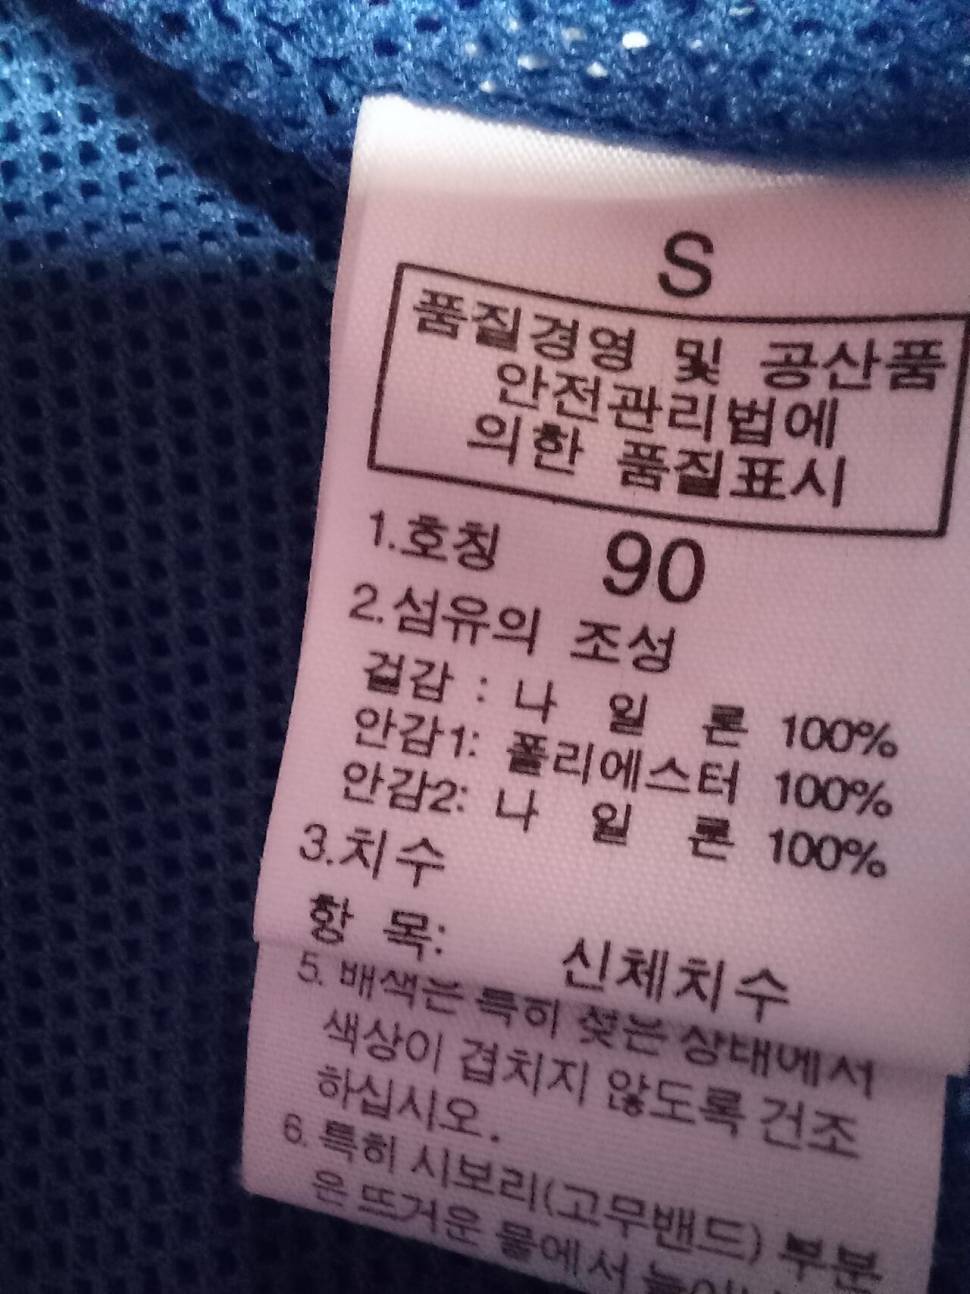 S
품질경영 및 공산품
안전관리법에
의한 품질표시
1.호칭 90
2.섬유의 조성
겉감 : 나 일 론 100%
안감1: 폴리에스터 100%
안감2: 나 일 론 100%
3.치수
항 목: 신체치수
5. 배색은 특히 젖은 상태에서
색상이 겹치지 않도록 건조
하십시오.
6. 특히 시보리(고무밴드) 부분
은 뜨거운 물에서